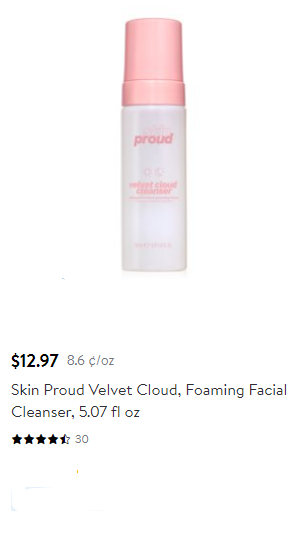 proud
velvet cloud
cleanser
$12.97 8.6 ¢/oz
Skin Proud Velvet Cloud, Foaming Facial
Cleanser, 5.07 fl oz
30